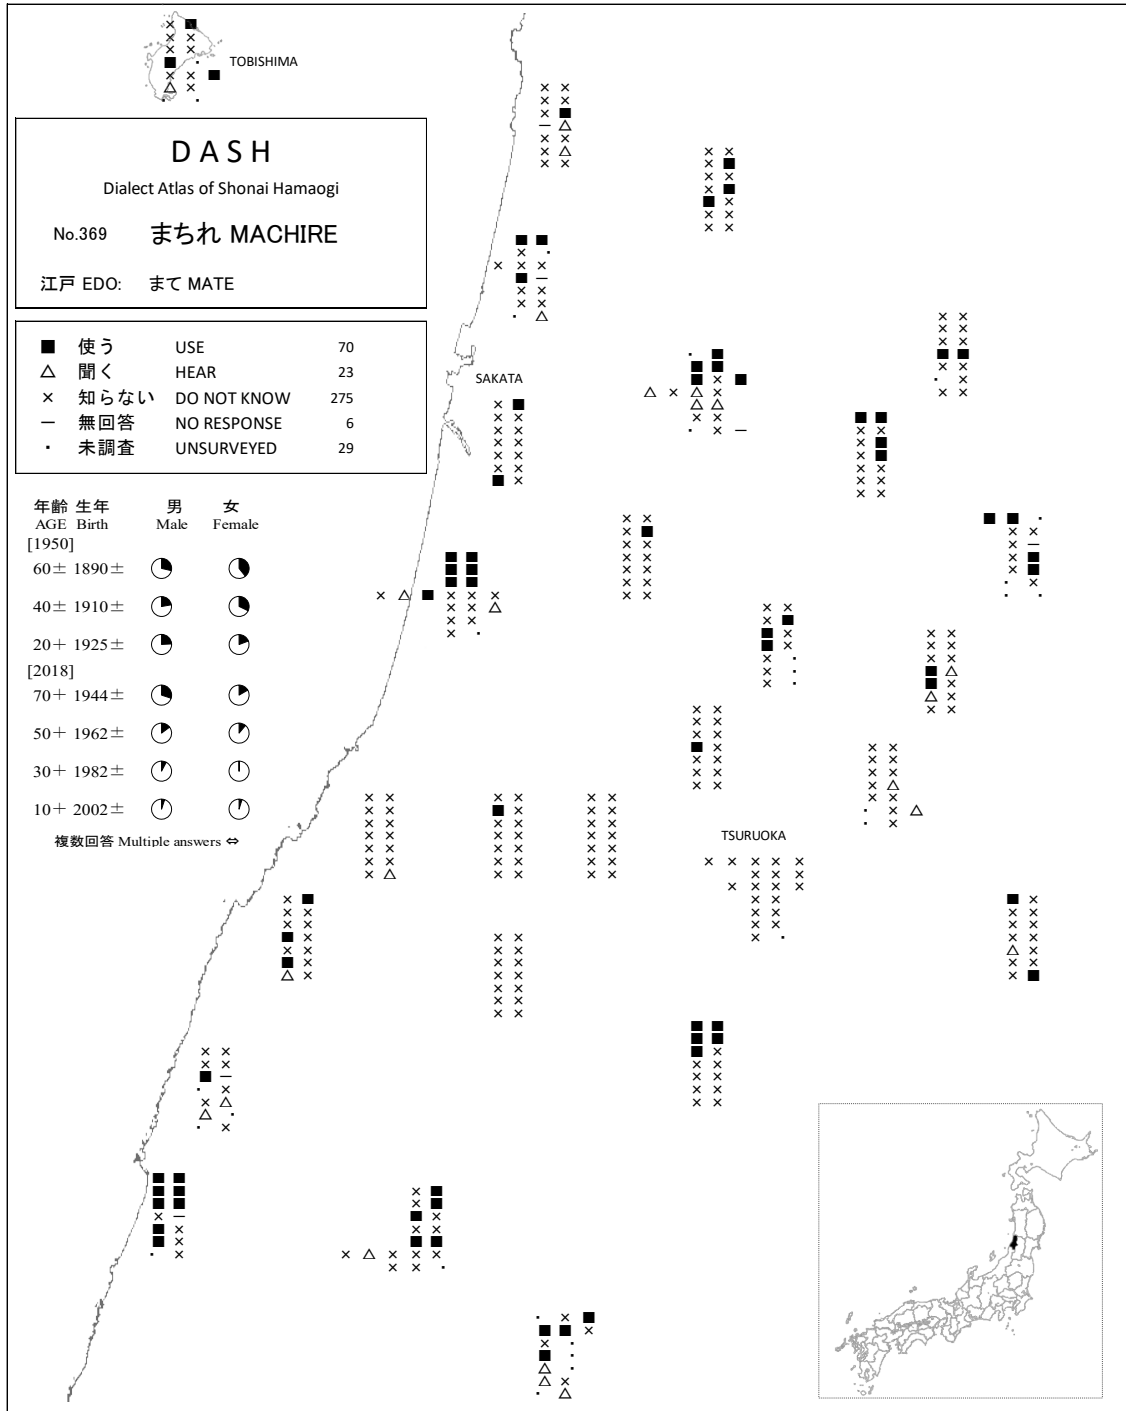 TOBISHIMA
DASH
Dialect Atlas of Shonai Hamaogi
No.369 まちれ MACHIRE
江戸 EDO: まて MATE
■ 使う USE 70
△ 聞く HEAR 23
× 知らない DO NOT KNOW 275
― 無回答 NO RESPONSE 6
・ 未調査 UNSURVEYED 29
SAKATA
年齢 生年 男 女
AGE Birth Male Female
[1950]
60± 1890±
40± 1910±
20+ 1925±
[2018]
70+ 1944±
50+ 1962±
30+ 1982±
10+ 2002±
複数回答 Multiple answers ⇔
TSURUOKA